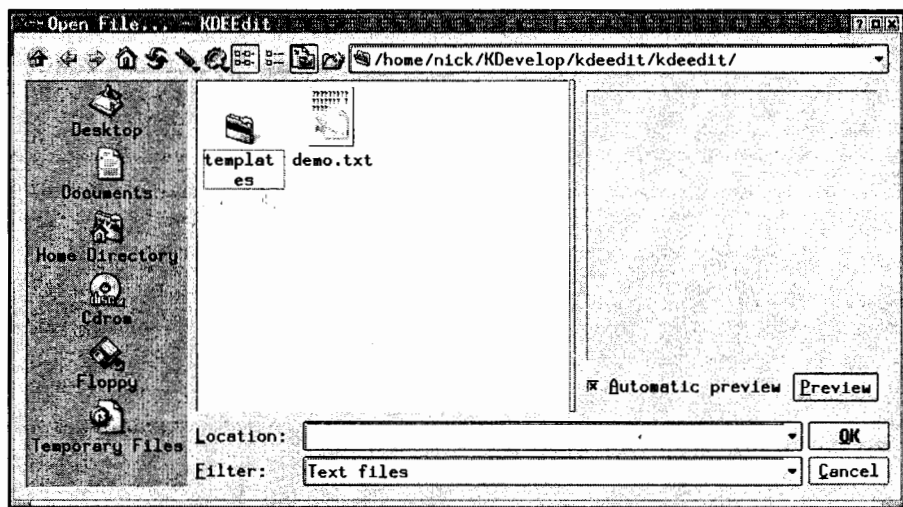 Open File... - KDEEdit
/home/nick/KDevelop/kdeedit/kdeedit/
Desktop
Documents
Home Directory
Cdrom
Floppy
Temporary Files
templat
es
demo.txt
Automatic preview
Preview
Location:
OK
Filter:
Text files
Cancel